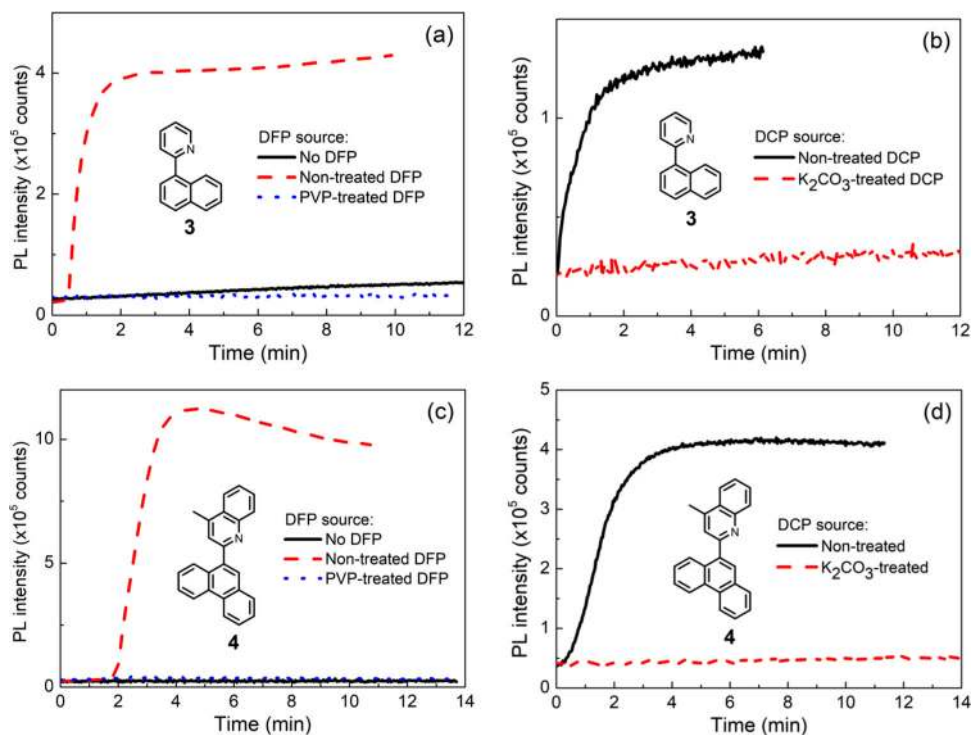 (a)
4
2
0
PL intensity (x10⁵ counts)
0 2 4 6 8 10 12
Time (min)
N
3
DFP source:
No DFP
Non-treated DFP
PVP-treated DFP
(b)
1
0
PL intensity (x10⁵ counts)
0 2 4 6 8 10 12
Time (min)
N
3
DCP source:
Non-treated DCP
K₂CO₃-treated DCP
(c)
10
5
0
PL intensity (x10⁵ counts)
0 2 4 6 8 10 12 14
Time (min)
N
4
DFP source:
No DFP
Non-treated DFP
PVP-treated DFP
(d)
5
4
3
2
1
0
PL intensity (x10⁵ counts)
0 2 4 6 8 10 12 14
Time (min)
N
4
DCP source:
Non-treated
K₂CO₃-treated